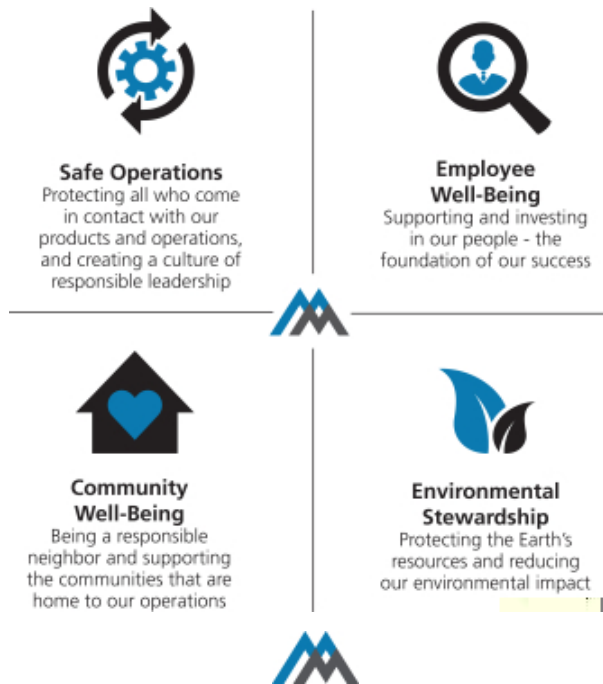 Safe Operations
Protecting all who come
in contact with our
products and operations,
and creating a culture of
responsible leadership
Employee
Well-Being
Supporting and investing
in our people - the
foundation of our success
Community
Well-Being
Being a responsible
neighbor and supporting
the communities that are
home to our operations
Environmental
Stewardship
Protecting the Earth's
resources and reducing
our environmental impact